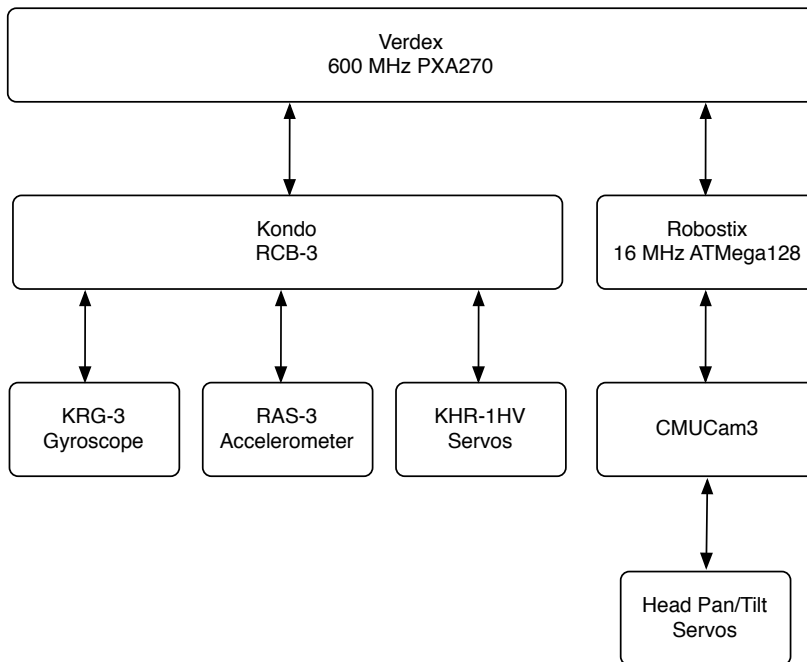 Verdex
600 MHz PXA270
Kondo
RCB-3
Robostix
16 MHz ATMega128
KRG-3
Gyroscope
RAS-3
Accelerometer
KHR-1HV
Servos
CMUCam3
Head Pan/Tilt
Servos